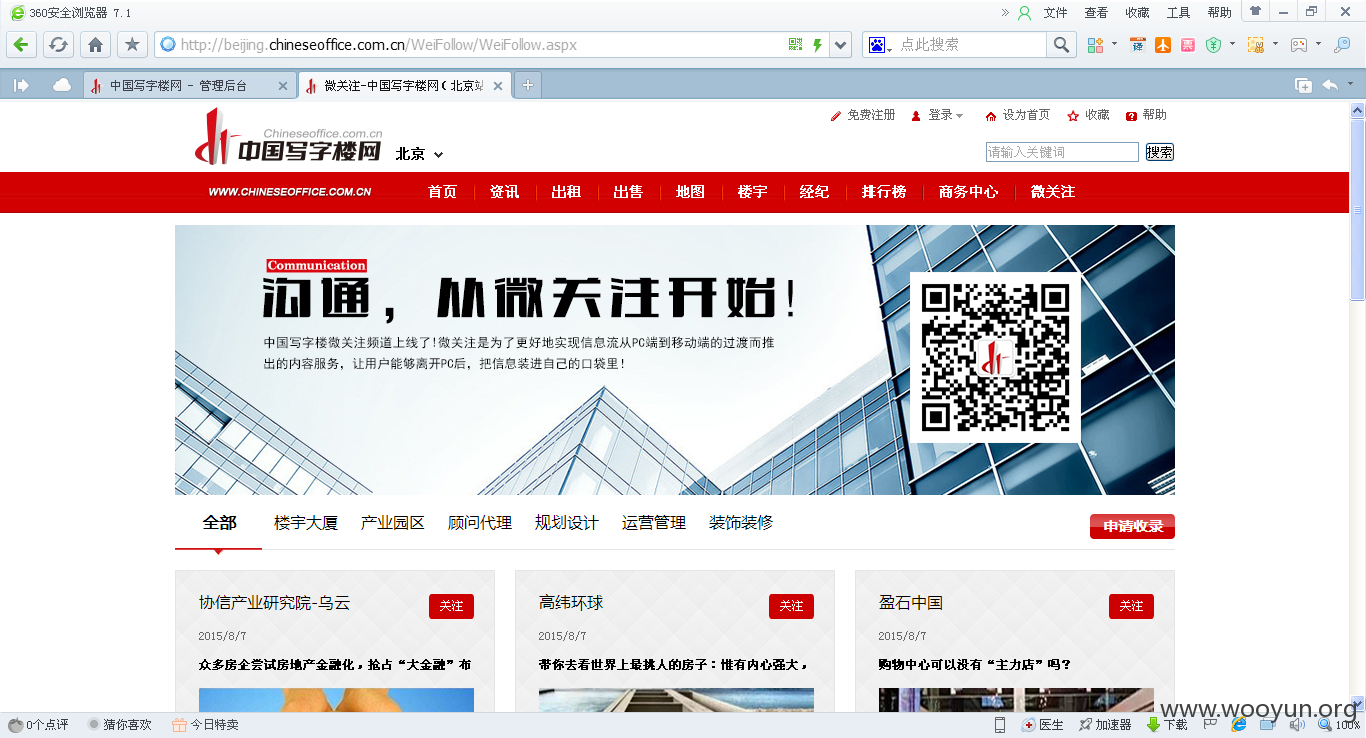 360安全浏览器 7.1
文件 查看 收藏 工具 帮助
http://beijing.chineseoffice.com.cn/WeiFollow/WeiFollow.aspx
点此搜索
中国写字楼网 - 管理后台
微关注-中国写字楼网(北京站
免费注册 登录 设为首页 收藏 帮助
Chineseoffice.com.cn
中国写字楼网 北京
请输入关键词 搜索
WWW.CHINESEOFFICE.COM.CN 首页 资讯 出租 出售 地图 楼宇 经纪 排行榜 商务中心 微关注
Communication
沟通，从微关注开始!
中国写字楼微关注频道上线了!微关注是为了更好地实现信息流从PC端到移动端的过渡而推
出的内容服务，让用户能够离开PC后，把信息装进自己的口袋里!
全部 楼宇大厦 产业园区 顾问代理 规划设计 运营管理 装饰装修 申请收录
协信产业研究院-乌云 关注
2015/8/7
众多房企尝试房地产金融化，抢占“大金融”布
高纬环球 关注
2015/8/7
带你去看世界上最挑人的房子：惟有内心强大，
盈石中国 关注
2015/8/7
购物中心可以没有“主力店”吗？
www.wooyun.org
0个点评 猜你喜欢 今日特卖 医生 加速器 下载 100%